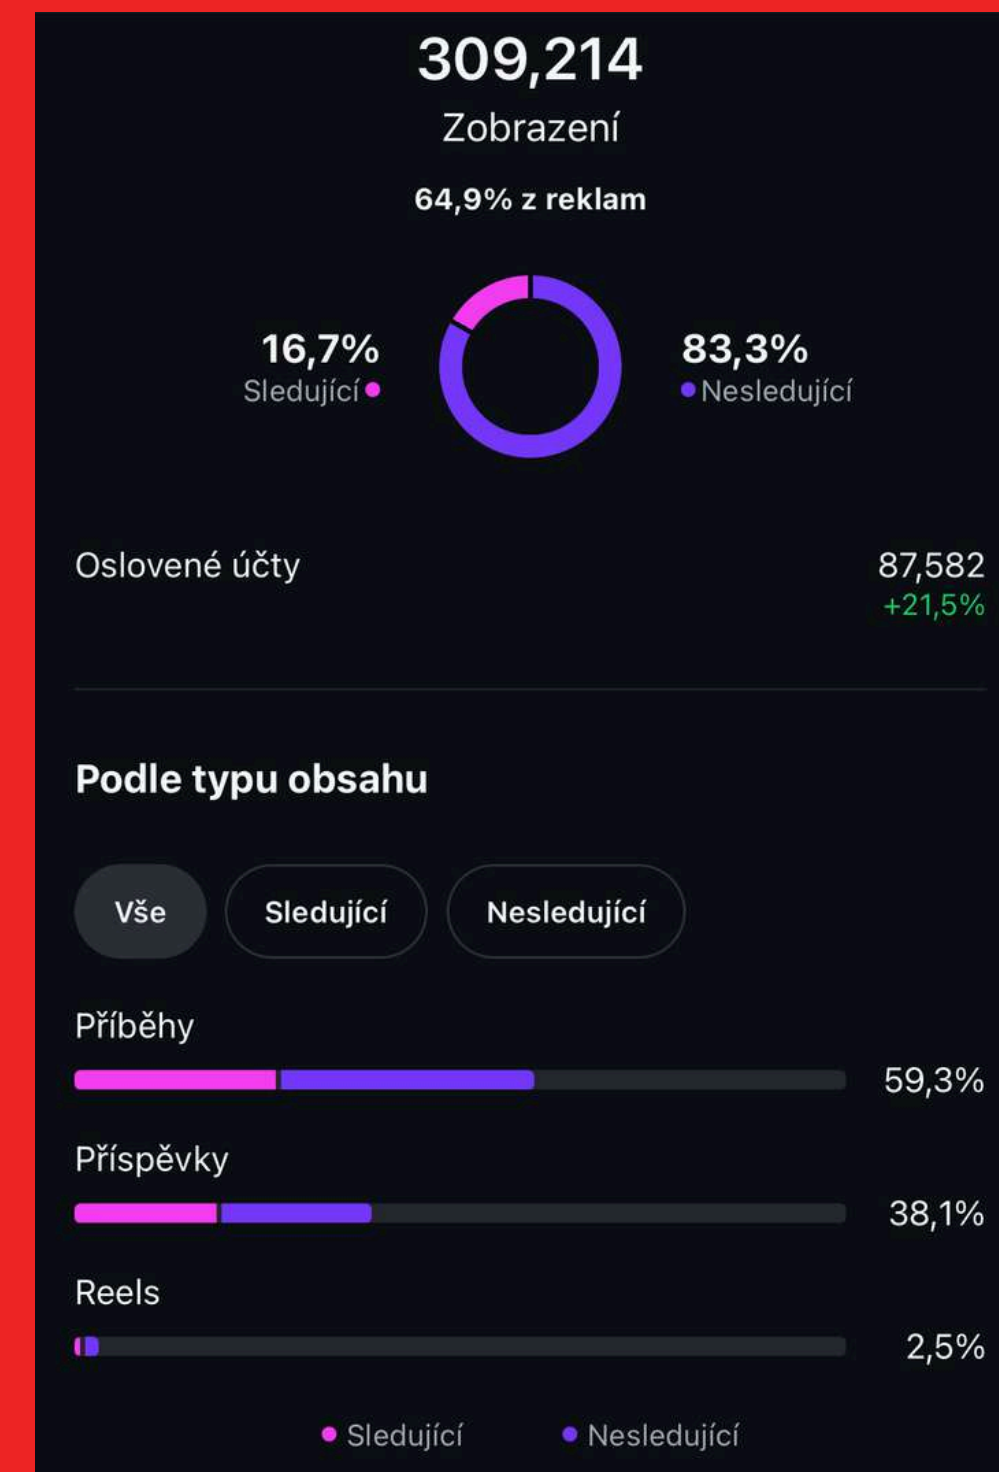 309,214
Zobrazení
64,9% z reklam
16,7%
Sledující
83,3%
Nesledující
Oslovené účty
87,582
+21,5%
Podle typu obsahu
Vše
Sledující
Nesledující
Příběhy
59,3%
Příspěvky
38,1%
Reels
2,5%
Sledující
Nesledující